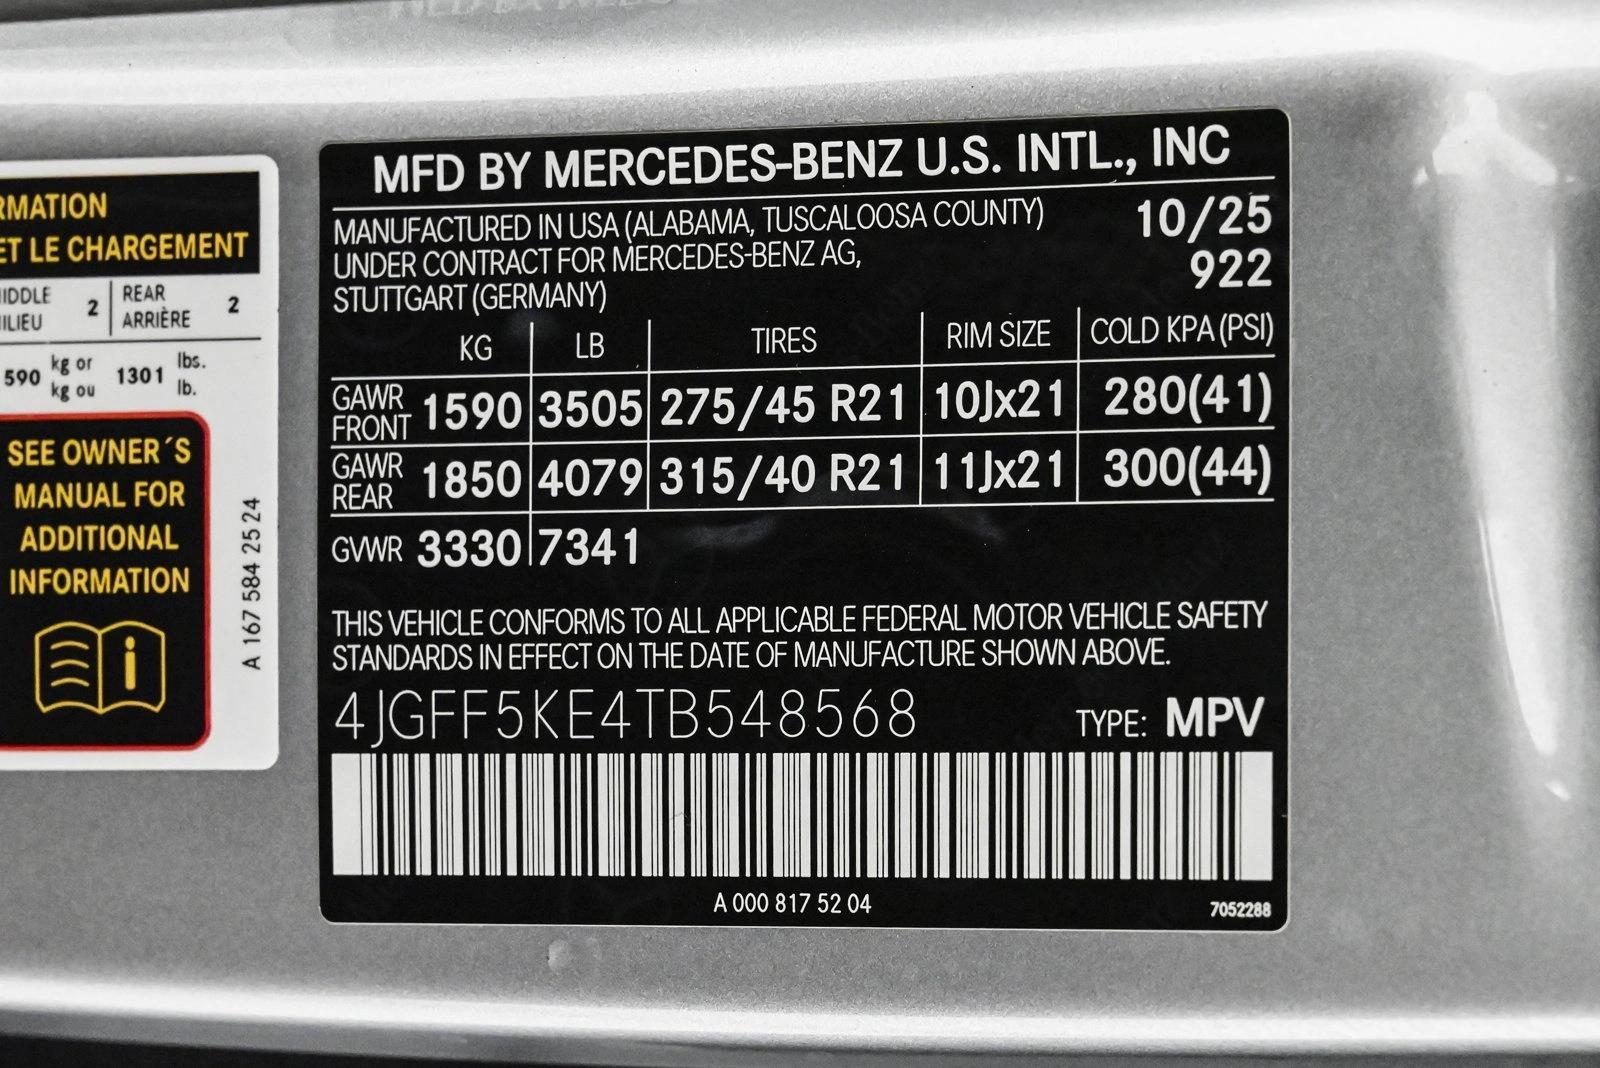 RMATION
ET LE CHARGEMENT
2
REAR
ARRIÈRE
2
590 kg or
kg ou
1301 lbs.
lb.
SEE OWNER´S
MANUAL FOR
ADDITIONAL
INFORMATION
A 167 584 25 24
MFD BY MERCEDES-BENZ U.S. INTL., INC
MANUFACTURED IN USA (ALABAMA, TUSCALOOSA COUNTY) 10/25
UNDER CONTRACT FOR MERCEDES-BENZ AG, 922
STUTTGART (GERMANY)
KG LB TIRES RIM SIZE COLD KPA (PSI)
GAWR FRONT 1590 3505 275/45 R21 10Jx21 280(41)
GAWR REAR 1850 4079 315/40 R21 11Jx21 300(44)
GVWR 3330 7341
THIS VEHICLE CONFORMS TO ALL APPLICABLE FEDERAL MOTOR VEHICLE SAFETY
STANDARDS IN EFFECT ON THE DATE OF MANUFACTURE SHOWN ABOVE.
4JGFF5KE4TB548568 TYPE: MPV
A 000 817 52 04
7052288